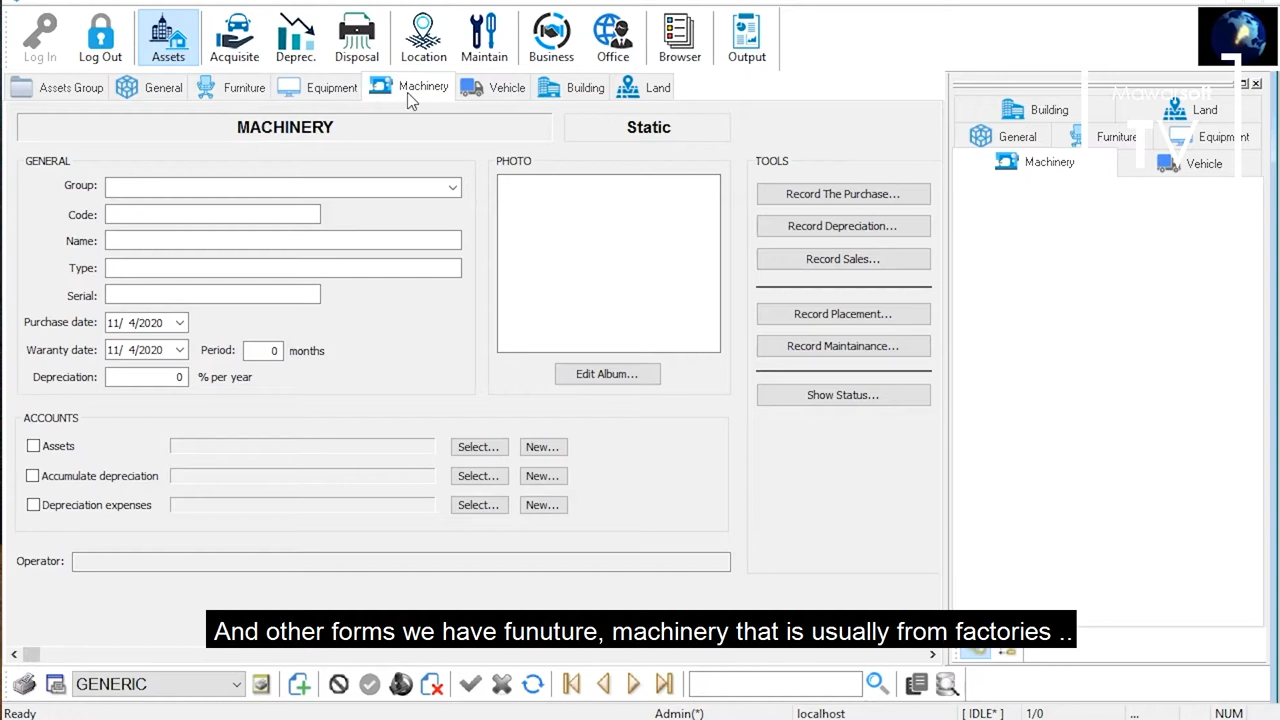 Log In Log Out Assets Acquisite Deprec. Disposal Location Maintain Business Office Browser Output
Assets Group General Furniture Equipment Machinery Vehicle Building Land
MACHINERY Static
GENERAL
Group:
Code:
Name:
Type:
Serial:
Purchase date: 11/ 4/2020
Waranty date: 11/ 4/2020 Period: 0 months
Depreciation: 0 % per year
PHOTO
Edit Album...
TOOLS
Record The Purchase...
Record Depreciation...
Record Sales...
Record Placement...
Record Maintainance...
Show Status...
ACCOUNTS
Assets Select... New...
Accumulate depreciation Select... New...
Depreciation expenses Select... New...
Operator:
Mawarsoft
TV
Building Land
General Furniture Equipment
Machinery Vehicle
And other forms we have funuture, machinery that is usually from factories ..
GENERIC
Ready Admin(*) localhost [ IDLE* ] 1/0 ... NUM